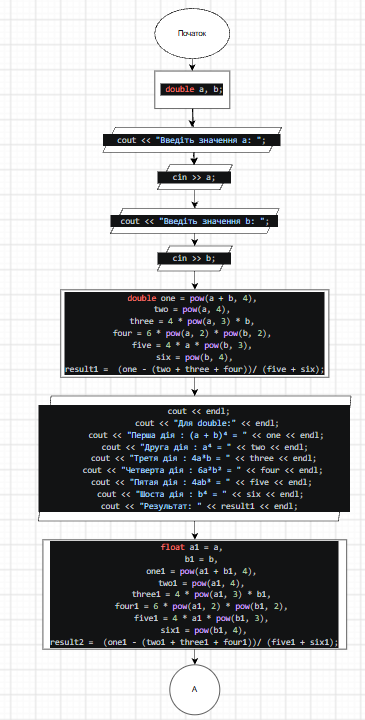 Початок
double a, b;
cout << "Введіть значення a: ";
cin >> a;
cout << "Введіть значення b: ";
cin >> b;
double one = pow(a + b, 4),
two = pow(a, 4),
three = 4 * pow(a, 3) * b,
four = 6 * pow(a, 2) * pow(b, 2),
five = 4 * a * pow(b, 3),
six = pow(b, 4),
result1 =  (one - (two + three + four))/ (five + six);
cout << endl;
cout << "Для double:" << endl;
cout << "Перша дія : (a + b)⁴ = " << one << endl;
cout << "Друга дія : a⁴ = " << two << endl;
cout << "Третя дія : 4a³b = " << three << endl;
cout << "Четверта дія : 6a²b² = " << four << endl;
cout << "Пятая дія : 4ab³ = " << five << endl;
cout << "Шоста дія : b⁴ = " << six << endl;
cout << "Результат: " << result1 << endl;
float a1 = a,
b1 = b,
one1 = pow(a1 + b1, 4),
two1 = pow(a1, 4),
three1 = 4 * pow(a1, 3) * b1,
four1 = 6 * pow(a1, 2) * pow(b1, 2),
five1 = 4 * a1 * pow(b1, 3),
six1 = pow(b1, 4),
result2 =  (one1 - (two1 + three1 + four1))/ (five1 + six1);
A